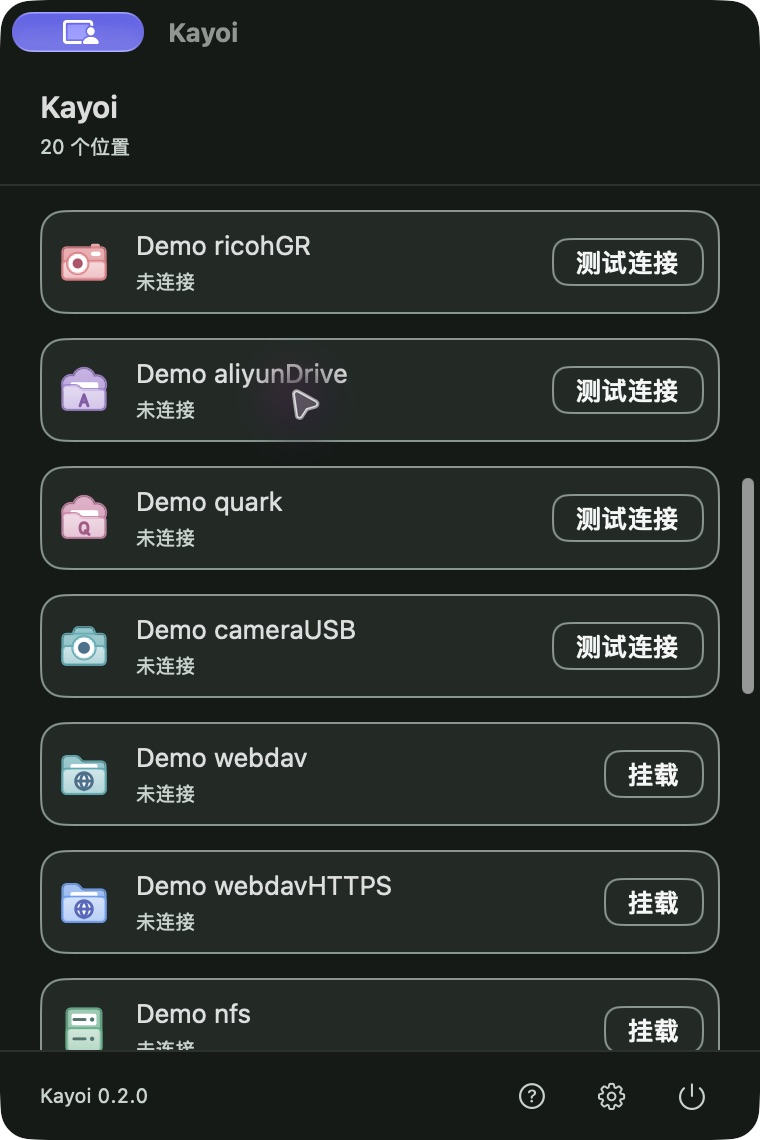 Kayoi
Kayoi
20 个位置
Demo ricohGR
未连接
测试连接
Demo aliyunDrive
未连接
测试连接
A
Demo quark
未连接
测试连接
Q
Demo cameraUSB
未连接
测试连接
Demo webdav
未连接
挂载
Demo webdavHTTPS
未连接
挂载
Demo nfs
未连接
挂载
Kayoi 0.2.0
?